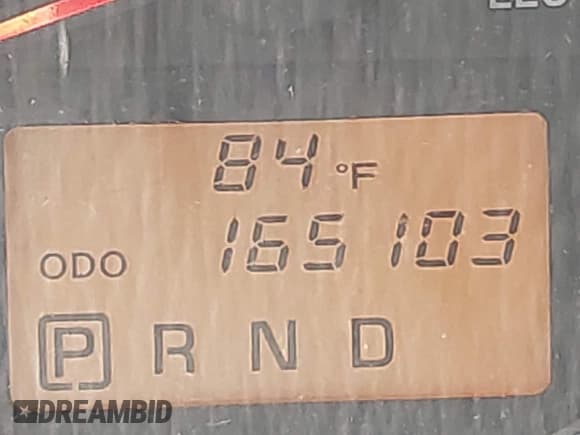 84 °F
ODO 165103
P R N D
DREAMBID